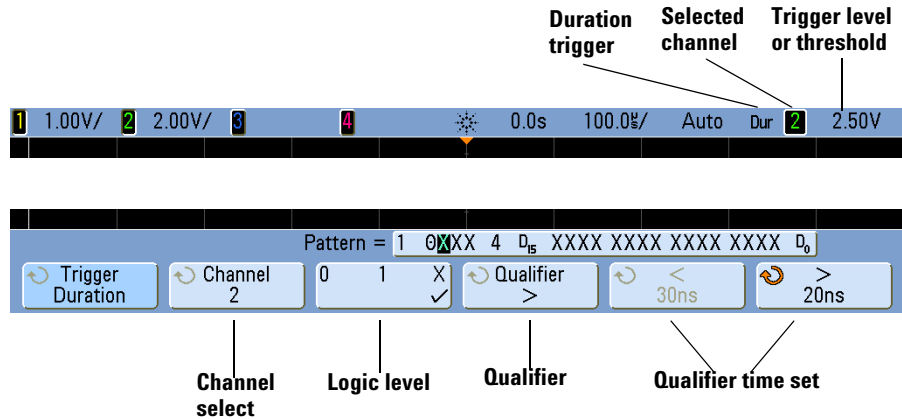 Duration trigger
Selected channel
Trigger level or threshold
1 1.00V/ 2 2.00V/ 3 4 0.0s 100.0㎲/ Auto Dur 2 2.50V
Pattern = 1 0XXX 4 D15 XXXX XXXX XXXX XXXX D0
Trigger Duration
Channel 2
0 1 X ✓
Qualifier >
< 30ns
> 20ns
Channel select
Logic level
Qualifier
Qualifier time set